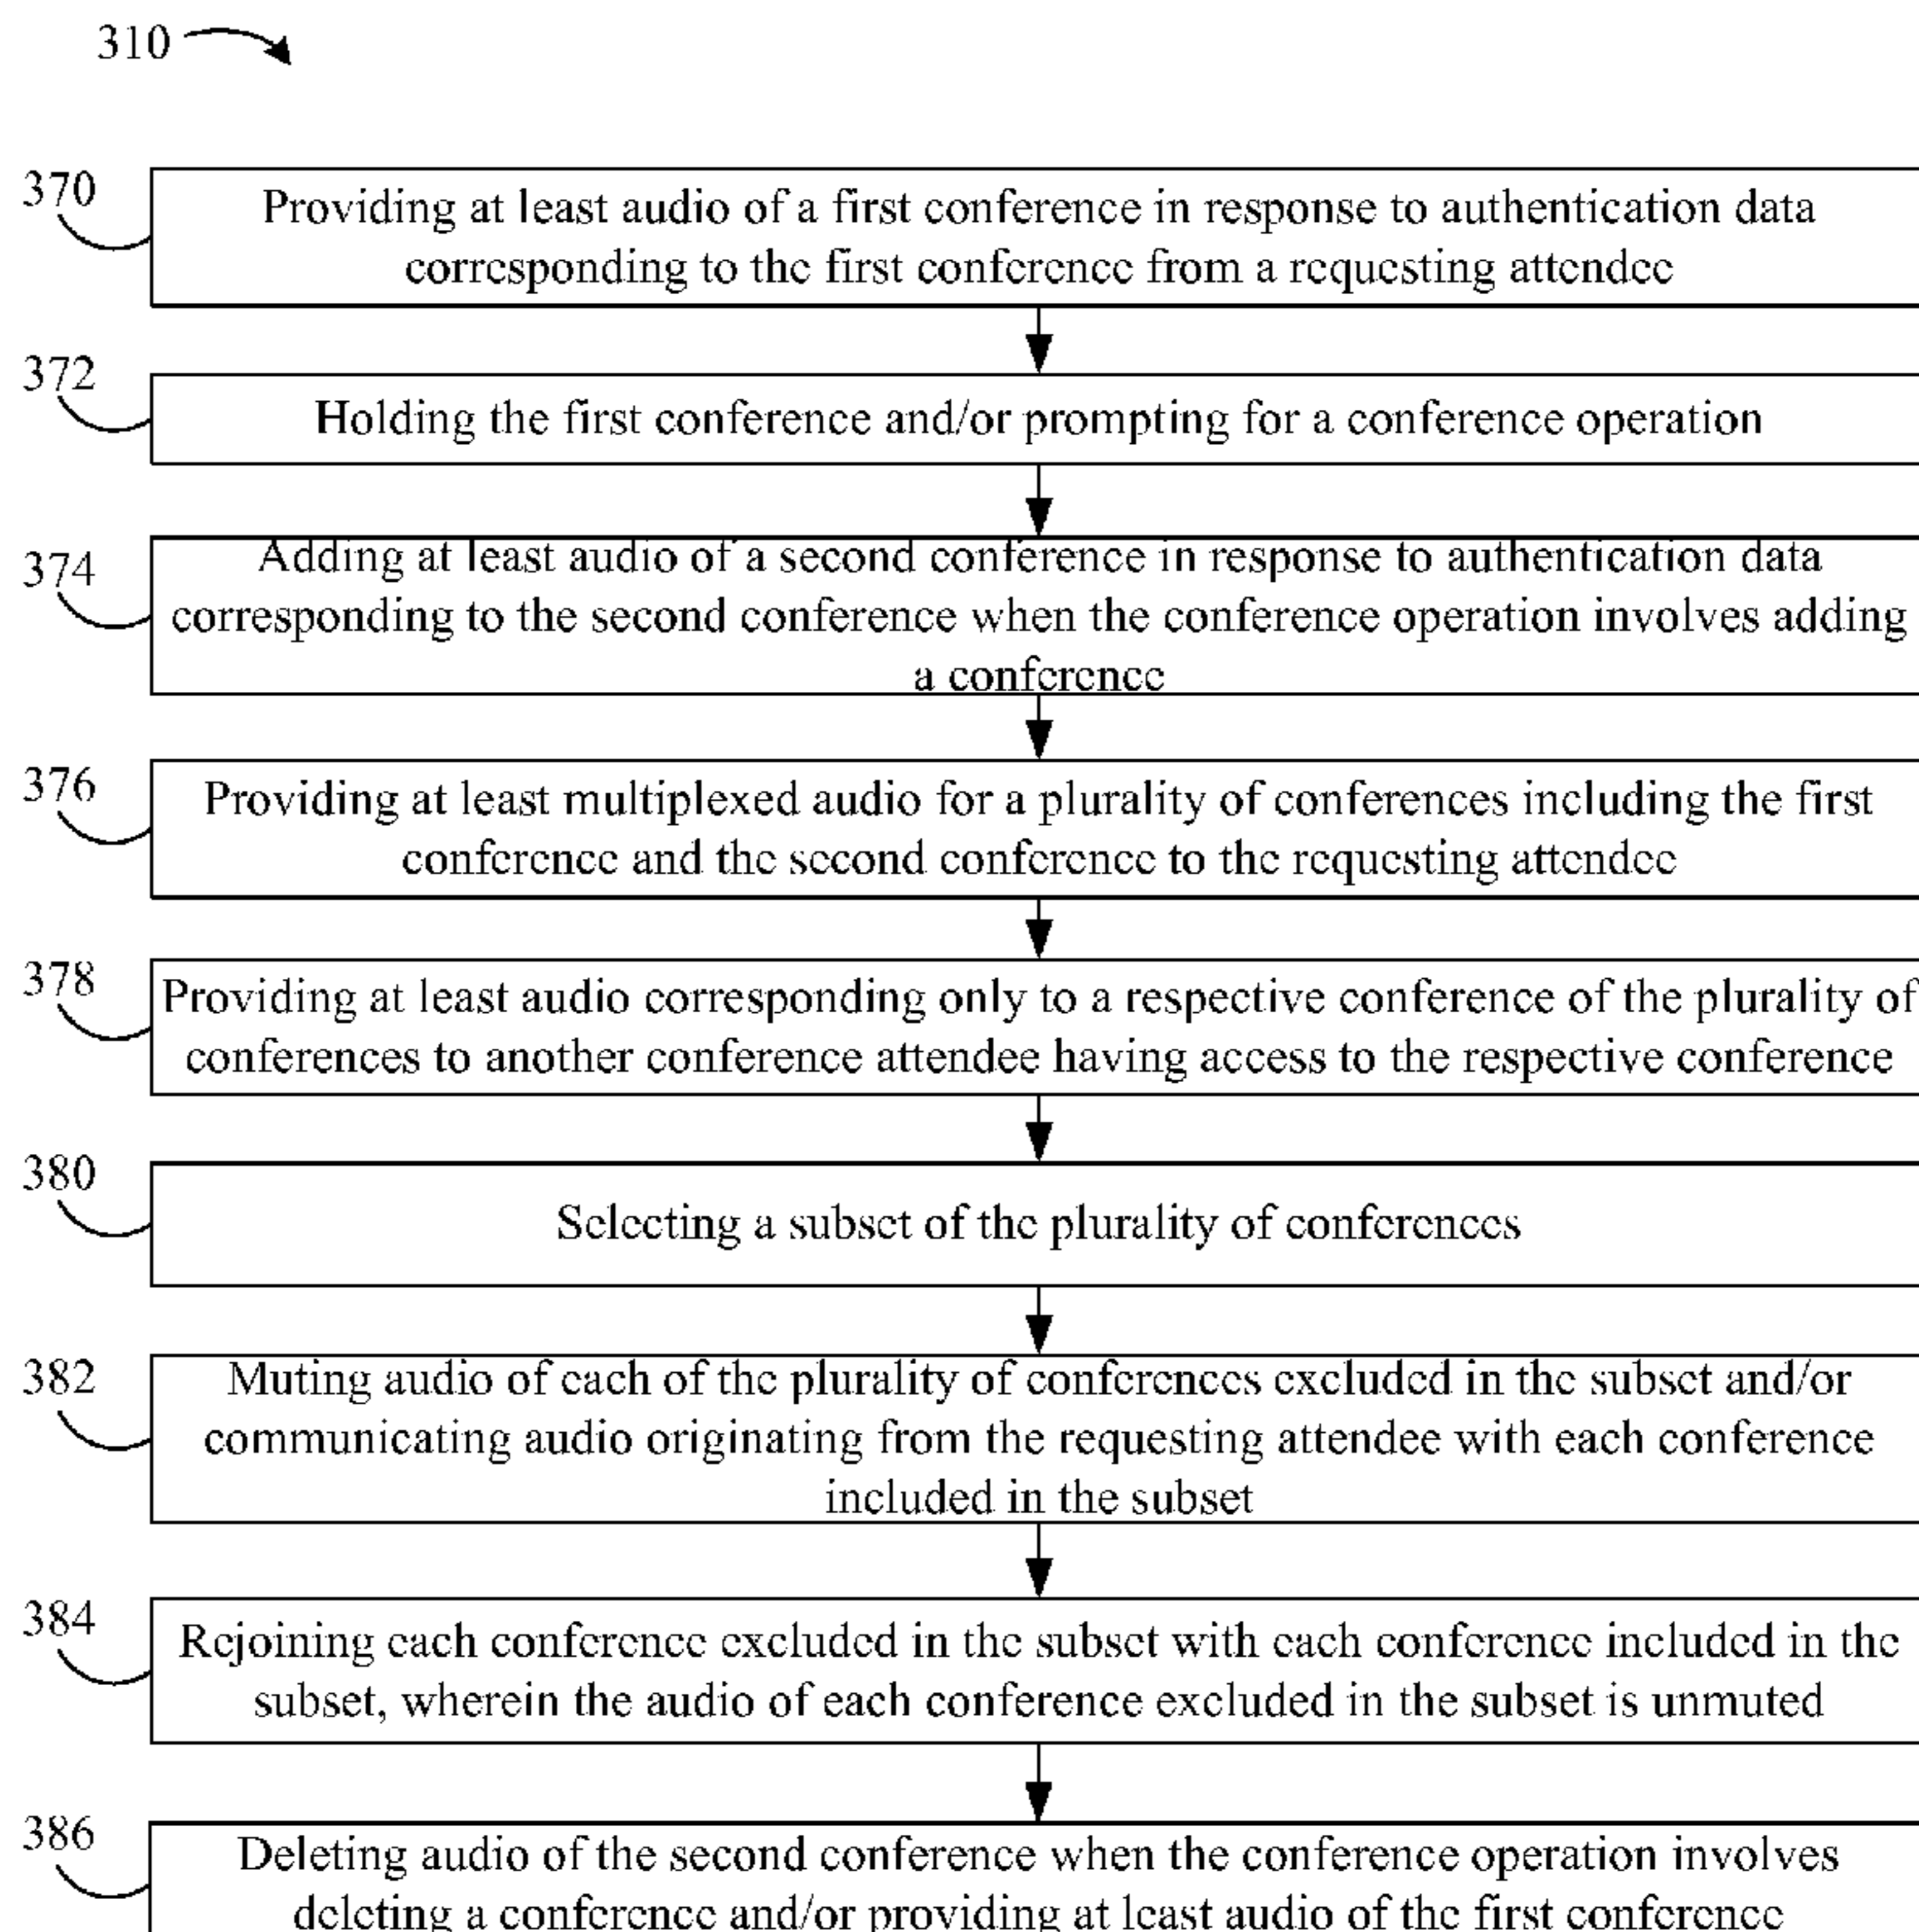 310
370
Providing at least audio of a first conference in response to authentication data
corresponding to the first conference from a requesting attendee
372
Holding the first conference and/or prompting for a conference operation
374
Adding at least audio of a second conference in response to authentication data
corresponding to the second conference when the conference operation involves adding
a conference
376
Providing at least multiplexed audio for a plurality of conferences including the first
conference and the second conference to the requesting attendee
378
Providing at least audio corresponding only to a respective conference of the plurality of
conferences to another conference attendee having access to the respective conference
380
Selecting a subset of the plurality of conferences
382
Muting audio of each of the plurality of conferences excluded in the subset and/or
communicating audio originating from the requesting attendee with each conference
included in the subset
384
Rejoining each conference excluded in the subset with each conference included in the
subset, wherein the audio of each conference excluded in the subset is unmuted
386
Deleting audio of the second conference when the conference operation involves
deleting a conference and/or providing at least audio of the first conference